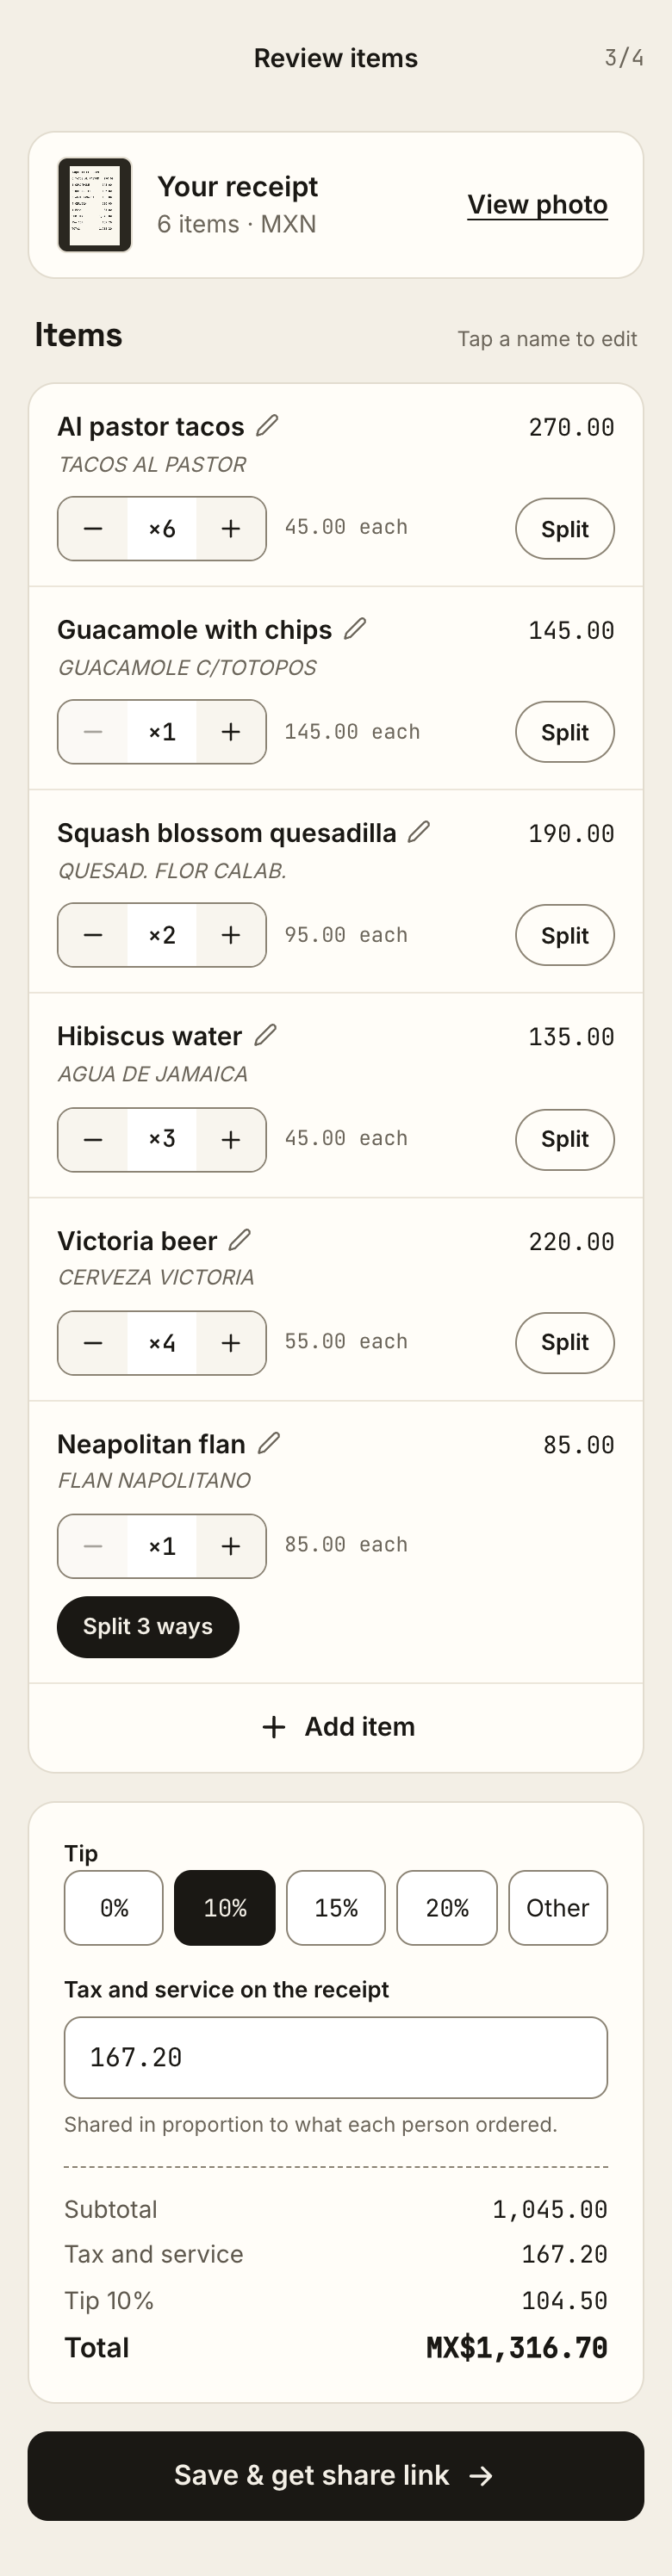 Review items
3/4
Your receipt
6 items · MXN
View photo
Items
Tap a name to edit
Al pastor tacos
270.00
TACOS AL PASTOR
×6
45.00 each
Split
Guacamole with chips
145.00
GUACAMOLE C/TOTOPOS
×1
145.00 each
Split
Squash blossom quesadilla
190.00
QUESAD. FLOR CALAB.
×2
95.00 each
Split
Hibiscus water
135.00
AGUA DE JAMAICA
×3
45.00 each
Split
Victoria beer
220.00
CERVEZA VICTORIA
×4
55.00 each
Split
Neapolitan flan
85.00
FLAN NAPOLITANO
×1
85.00 each
Split 3 ways
Add item
Tip
0%
10%
15%
20%
Other
Tax and service on the receipt
167.20
Shared in proportion to what each person ordered.
Subtotal
1,045.00
Tax and service
167.20
Tip 10%
104.50
Total
MX$1,316.70
Save & get share link →